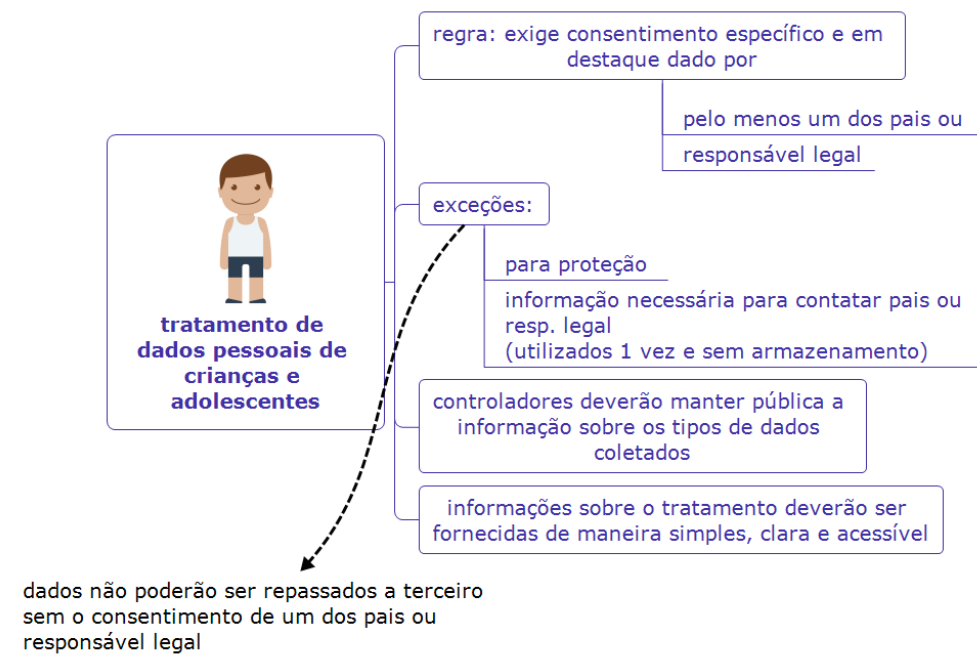 regra: exige consentimento específico e em
destaque dado por
pelo menos um dos pais ou
responsável legal
tratamento de
dados pessoais de
crianças e
adolescentes
exceções:
para proteção
informação necessária para contatar pais ou
resp. legal
(utilizados 1 vez e sem armazenamento)
controladores deverão manter pública a
informação sobre os tipos de dados
coletados
informações sobre o tratamento deverão ser
fornecidas de maneira simples, clara e acessível
dados não poderão ser repassados a terceiro
sem o consentimento de um dos pais ou
responsável legal